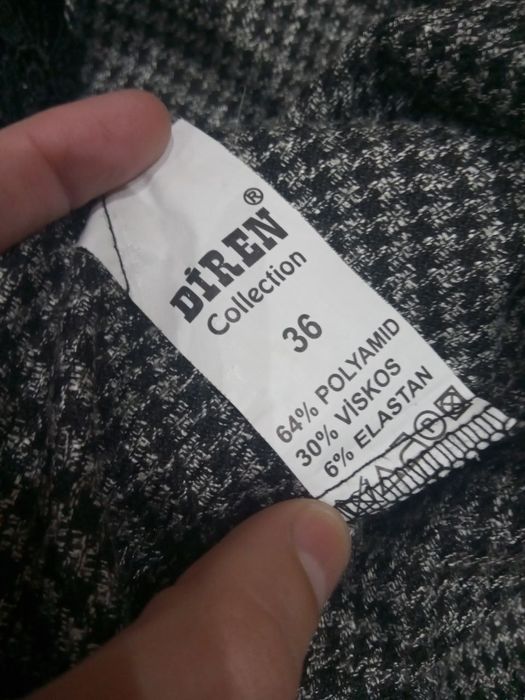 DİREN®
Collection
36
64% POLYAMID
30% VİSKOS
6% ELASTAN